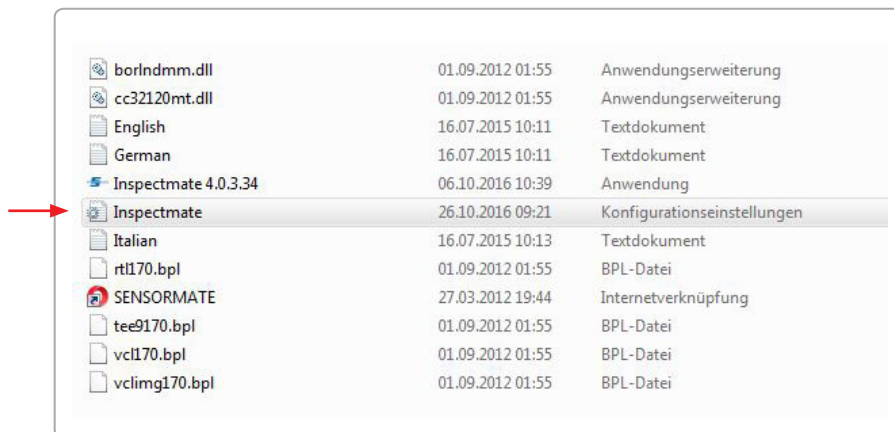 borlndmm.dll 01.09.2012 01:55 Anwendungserweiterung
cc32120mt.dll 01.09.2012 01:55 Anwendungserweiterung
English 16.07.2015 10:11 Textdokument
German 16.07.2015 10:11 Textdokument
Inspectmate 4.0.3.34 06.10.2016 10:39 Anwendung
Inspectmate 26.10.2016 09:21 Konfigurationseinstellungen
Italian 16.07.2015 10:13 Textdokument
rtl170.bpl 01.09.2012 01:55 BPL-Datei
SENSORMATE 27.03.2012 19:44 Internetverknüpfung
tee9170.bpl 01.09.2012 01:55 BPL-Datei
vcl170.bpl 01.09.2012 01:55 BPL-Datei
vclimg170.bpl 01.09.2012 01:55 BPL-Datei